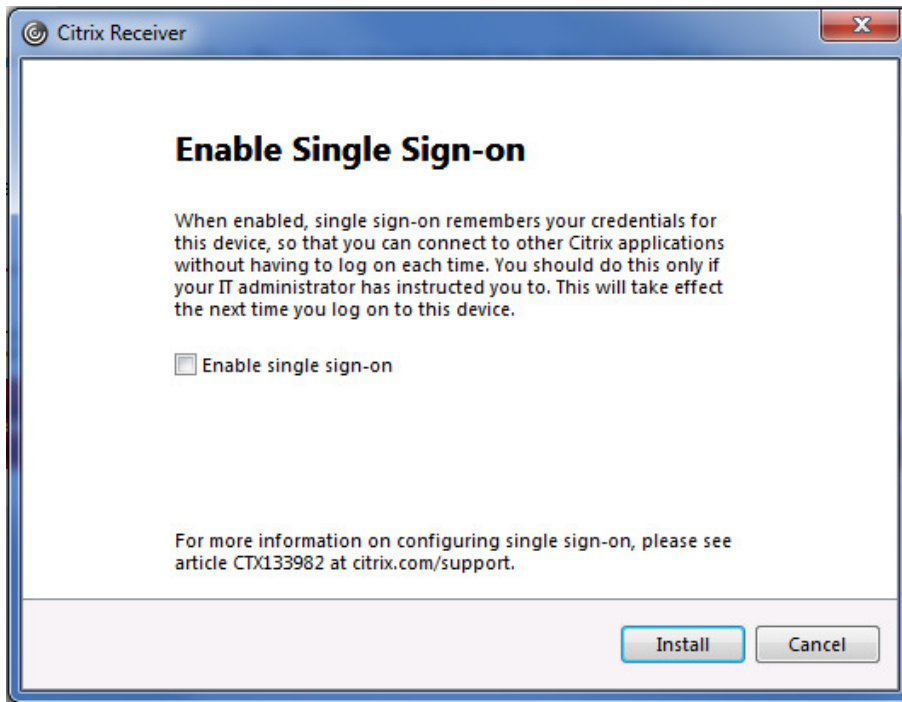 Citrix Receiver
Enable Single Sign-on
When enabled, single sign-on remembers your credentials for
this device, so that you can connect to other Citrix applications
without having to log on each time. You should do this only if
your IT administrator has instructed you to. This will take effect
the next time you log on to this device.
Enable single sign-on
For more information on configuring single sign-on, please see
article CTX133982 at citrix.com/support.
Install Cancel